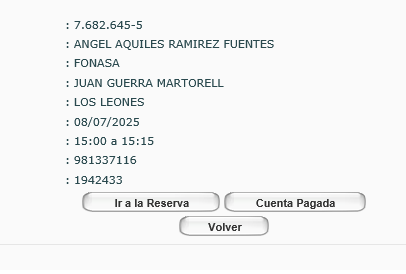 : 7.682.645-5
: ANGEL AQUILES RAMIREZ FUENTES
: FONASA
: JUAN GUERRA MARTORELL
: LOS LEONES
: 08/07/2025
: 15:00 a 15:15
: 981337116
: 1942433
Ir a la Reserva Cuenta Pagada
Volver